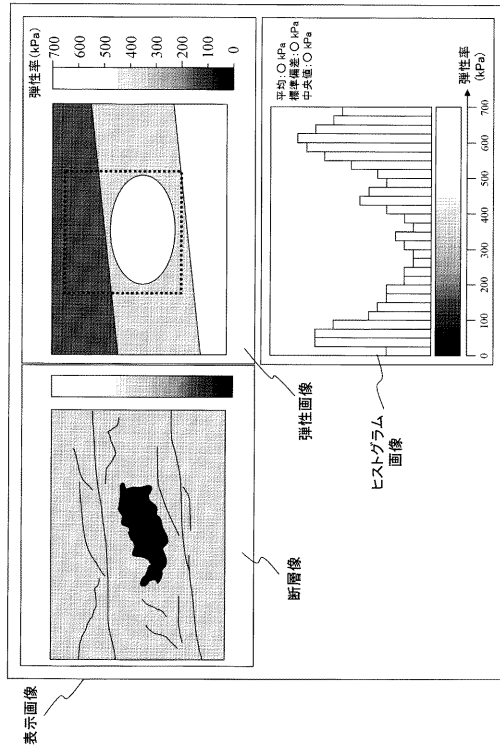 表示画像
断層像
弾性画像
弾性率(kPa)
700
600
500
400
300
200
100
0
ヒストグラム
画像
平均:○ kPa
標準偏差:○ kPa
中央値:○ kPa
0
100
200
300
400
500
600
700
弾性率
(kPa)